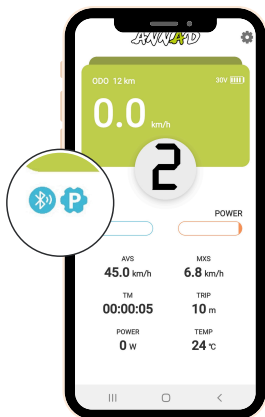 ANNAD
ODO 12 km
30V
0.0 km/h
2
P
POWER
AVS
MXS
45.0 km/h
6.8 km/h
TM
TRIP
00:00:05
10 m
POWER
TEMP
0 W
24 ℃